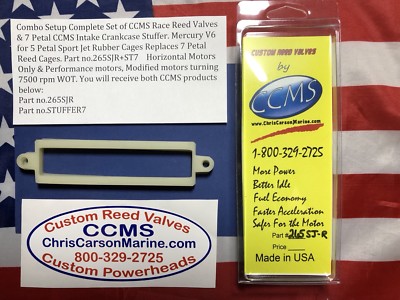 Combo Setup Complete Set of CCMS Race Reed Valves
& 7 Petal CCMS Intake Crankcase Stuffer. Mercury V6
for 5 Petal Sport Jet Rubber Cages Replaces 7 Petal
Reed Cages. Part no.265SJR+ST7 Horizontal Motors
Only & Performance motors, Modified motors turning
7500 rpm WOT. You will receive both CCMS products
below:
Part no.265SJR
Part no.STUFFER7
Custom Reed Valves
CCMS
ChrisCarsonMarine.com
800-329-2725
Custom Powerheads
CUSTOM REED VALVES
by
CCMS
www.ChrisCarsonMarine.com
1-800-329-2725
More Power
Better Idle
Fuel Economy
Faster Acceleration
Safer For the Motor
Part # 265SJ-R
Price
Made in USA